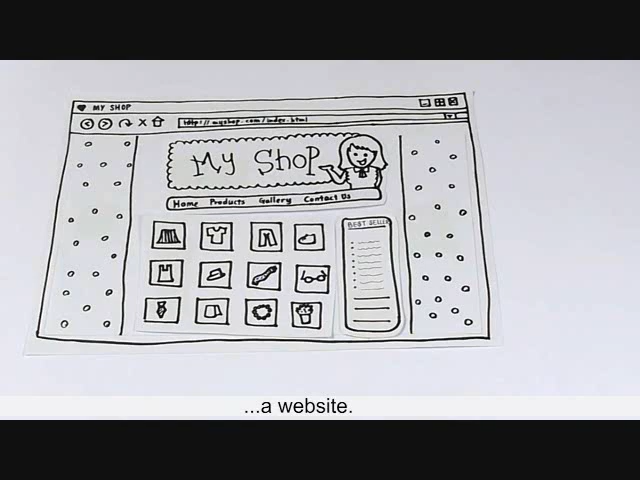 MY SHOP
http://myshop.com/index.html
My Shop
Home Products Gallery Contact Us
BEST SELLER
...a website.